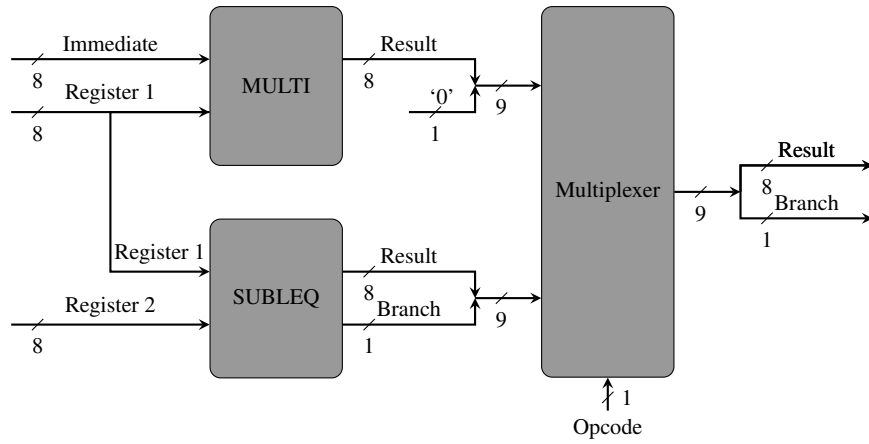 Immediate
8
Register 1
8
MULTI
Result
8
‘0’
1
9
Multiplexer
Register 1
Register 2
8
SUBLEQ
Result
8
Branch
1
9
9
Result
8
Branch
1
1
Opcode